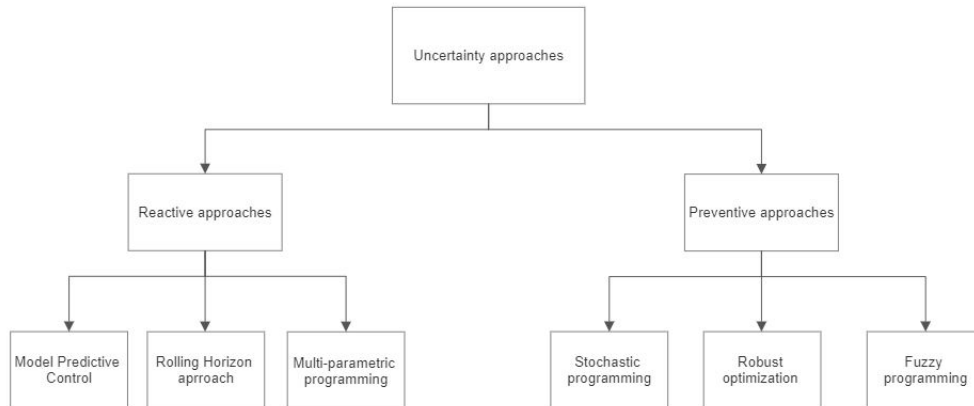 Uncertainty approaches
Reactive approaches
Preventive approaches
Model Predictive
Control
Rolling Horizon
aproach
Multi-parametric
programming
Stochastic
programming
Robust
optimization
Fuzzy
programming